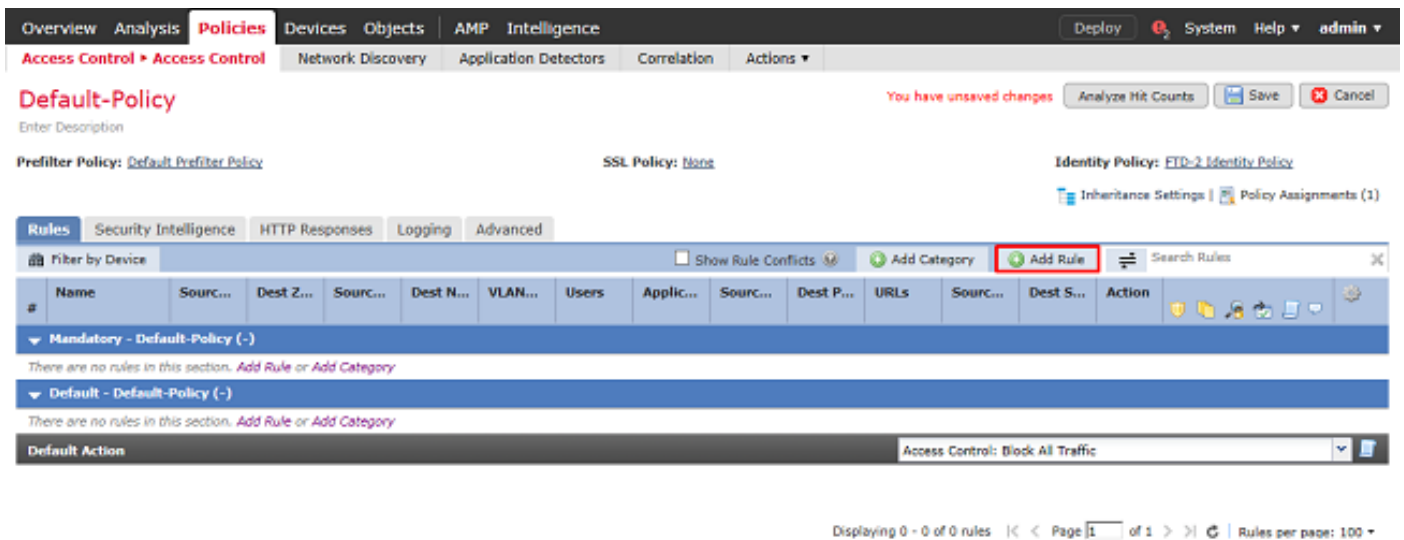 Overview Analysis Policies Devices Objects AMP Intelligence Deploy 2 System Help admin
Access Control ▸ Access Control Network Discovery Application Detectors Correlation Actions
Default-Policy You have unsaved changes Analyze Hit Counts Save Cancel
Enter Description
Prefilter Policy: Default Prefilter Policy SSL Policy: None Identity Policy: FTD-2 Identity Policy
Inheritance Settings | Policy Assignments (1)
Rules Security Intelligence HTTP Responses Logging Advanced
Filter by Device Show Rule Conflicts Add Category Add Rule Search Rules
# Name Sourc... Dest Z... Sourc... Dest N... VLAN... Users Applic... Sourc... Dest P... URLs Sourc... Dest S... Action
Mandatory - Default-Policy (-)
There are no rules in this section. Add Rule or Add Category
Default - Default-Policy (-)
There are no rules in this section. Add Rule or Add Category
Default Action Access Control: Block All Traffic
Displaying 0 - 0 of 0 rules |< < Page 1 of 1 > >| Rules per page: 100